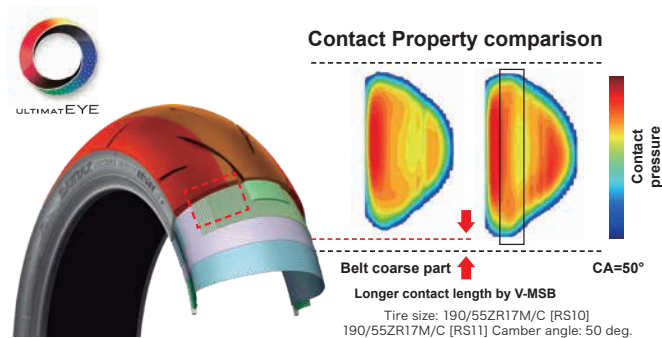 Contact Property comparison
ULTIMATEYE
Contact
pressure
Belt coarse part
CA=50º
Longer contact length by V-MSB
Tire size: 190/55ZR17M/C [RS10]
190/55ZR17M/C [RS11] Camber angle: 50 deg.